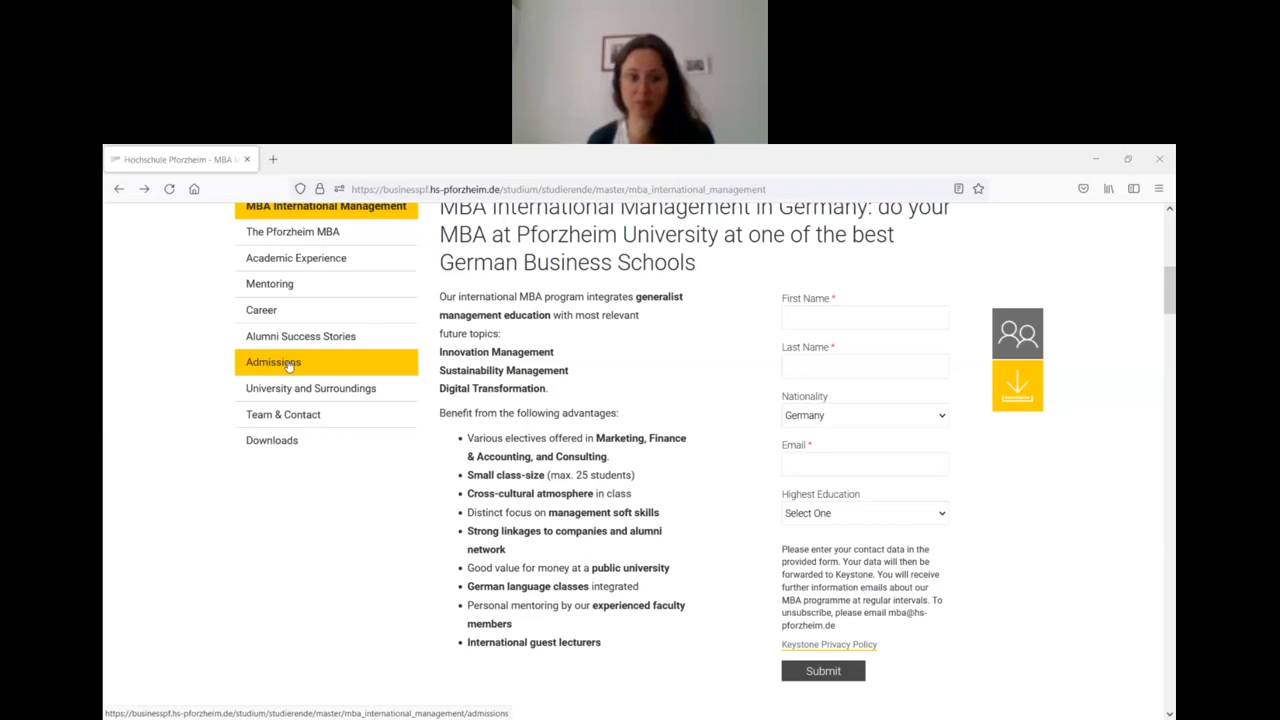 Hochschule Pforzheim - MBA I
https://businesspf.hs-pforzheim.de/studium/studierende/master/mba_international_management
MBA International Management
The Pforzheim MBA
Academic Experience
Mentoring
Career
Alumni Success Stories
Admissions
University and Surroundings
Team & Contact
Downloads
MBA International Management in Germany: do your
MBA at Pforzheim University at one of the best
German Business Schools
Our international MBA program integrates generalist
management education with most relevant
future topics:
Innovation Management
Sustainability Management
Digital Transformation.
Benefit from the following advantages:
• Various electives offered in Marketing, Finance
& Accounting, and Consulting.
• Small class-size (max. 25 students)
• Cross-cultural atmosphere in class
• Distinct focus on management soft skills
• Strong linkages to companies and alumni
network
• Good value for money at a public university
• German language classes integrated
• Personal mentoring by our experienced faculty
members
• International guest lecturers
First Name *
Last Name *
Nationality
Germany
Email *
Highest Education
Select One
Please enter your contact data in the
provided form. Your data will then be
forwarded to Keystone. You will receive
further information emails about our
MBA programme at regular intervals. To
unsubscribe, please email mba@hs-
pforzheim.de
Keystone Privacy Policy
Submit
https://businesspf.hs-pforzheim.de/studium/studierende/master/mba_international_management/admissions